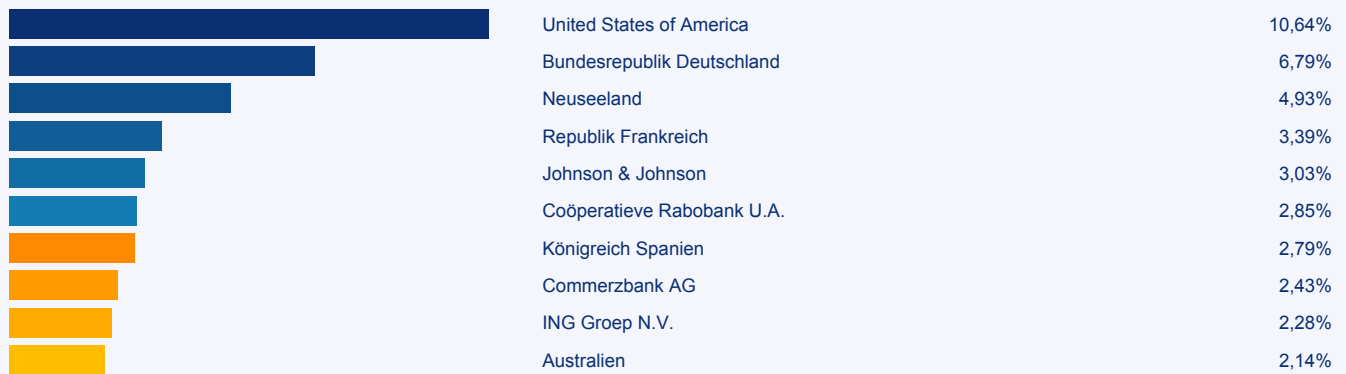 United States of America 10,64%
Bundesrepublik Deutschland 6,79%
Neuseeland 4,93%
Republik Frankreich 3,39%
Johnson & Johnson 3,03%
Coöperatieve Rabobank U.A. 2,85%
Königreich Spanien 2,79%
Commerzbank AG 2,43%
ING Groep N.V. 2,28%
Australien 2,14%